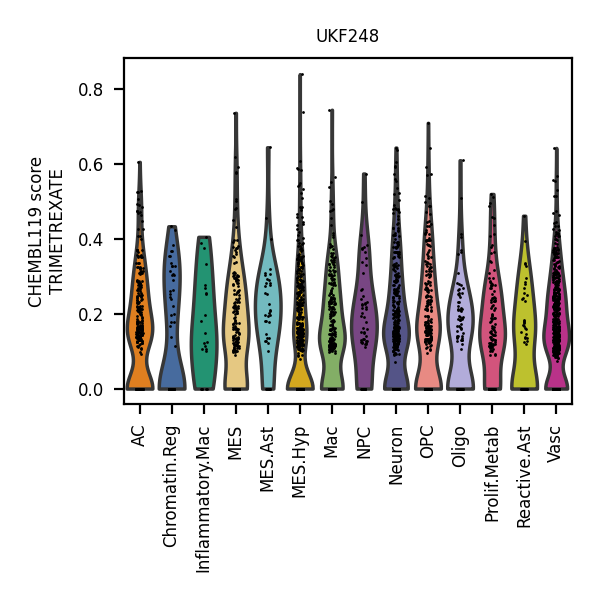 UKF248
CHEMBL119 score
TRIMETREXATE
0.8
0.6
0.4
0.2
0.0
AC
Chromatin.Reg
Inflammatory.Mac
MES
MES.Ast
MES.Hyp
Mac
NPC
Neuron
OPC
Oligo
Prolif.Metab
Reactive.Ast
Vasc